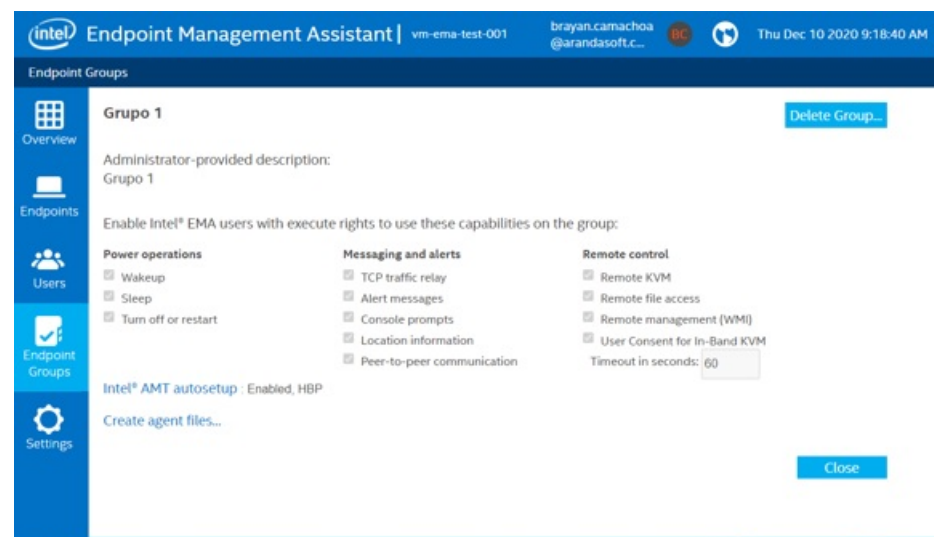 intel Endpoint Management Assistant | vm-ema-test-001
brayan.camachoa
@arandasoft.c...
BC
Thu Dec 10 2020 9:18:40 AM
Endpoint Groups
Overview
Endpoints
Users
Endpoint
Groups
Settings
Grupo 1
Delete Group...
Administrator-provided description:
Grupo 1
Enable Intel® EMA users with execute rights to use these capabilities on the group:
Power operations
Wakeup
Sleep
Turn off or restart
Messaging and alerts
TCP traffic relay
Alert messages
Console prompts
Location information
Peer-to-peer communication
Remote control
Remote KVM
Remote file access
Remote management (WMI)
User Consent for In-Band KVM
Timeout in seconds: 60
Intel® AMT autosetup : Enabled, HBP
Create agent files...
Close